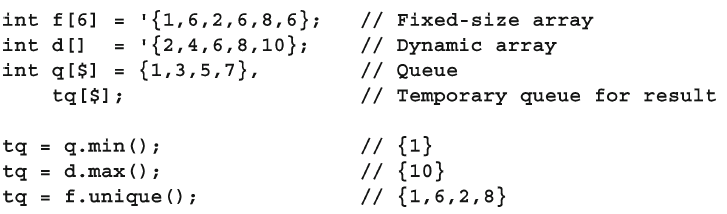 int f[6] = '{1,6,2,6,8,6}; // Fixed-size array
int d[] = '{2,4,6,8,10}; // Dynamic array
int q[$] = {1,3,5,7}, // Queue
tq[$]; // Temporary queue for result
tq = q.min(); // {1}
tq = d.max(); // {10}
tq = f.unique(); // {1,6,2,8}